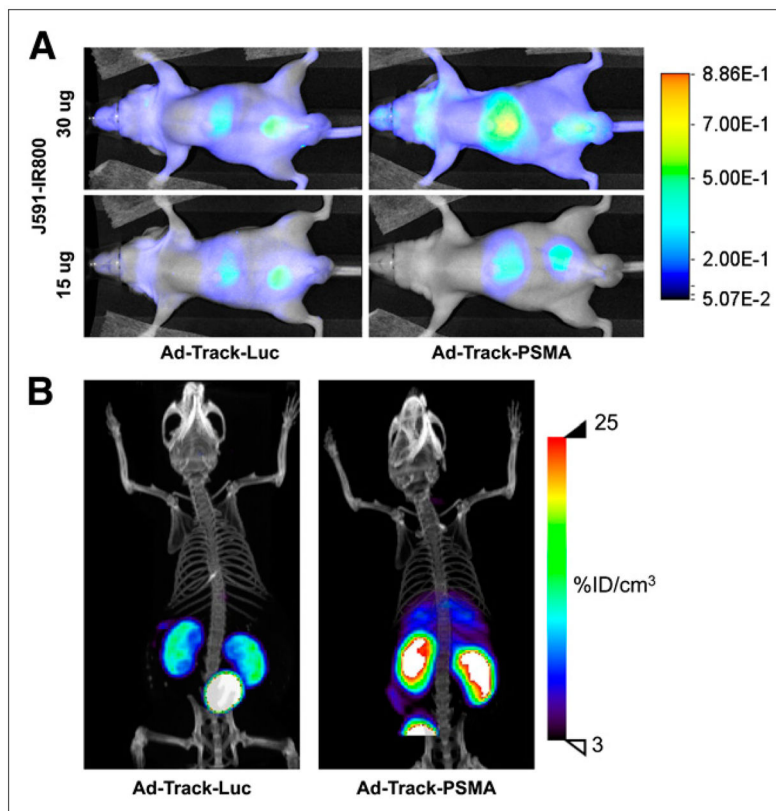 A
J591-IR800
30 ug
15 ug
8.86E-1
7.00E-1
5.00E-1
2.00E-1
5.07E-2
Ad-Track-Luc
Ad-Track-PSMA
B
25
%ID/cm³
3
Ad-Track-Luc
Ad-Track-PSMA